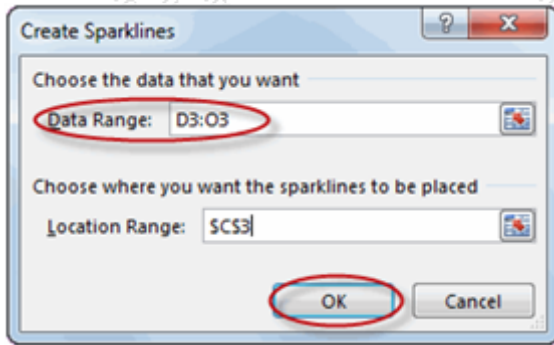 Create Sparklines
Choose the data that you want
Data Range: D3:O3
Choose where you want the sparklines to be placed
Location Range: $C$3
OK Cancel